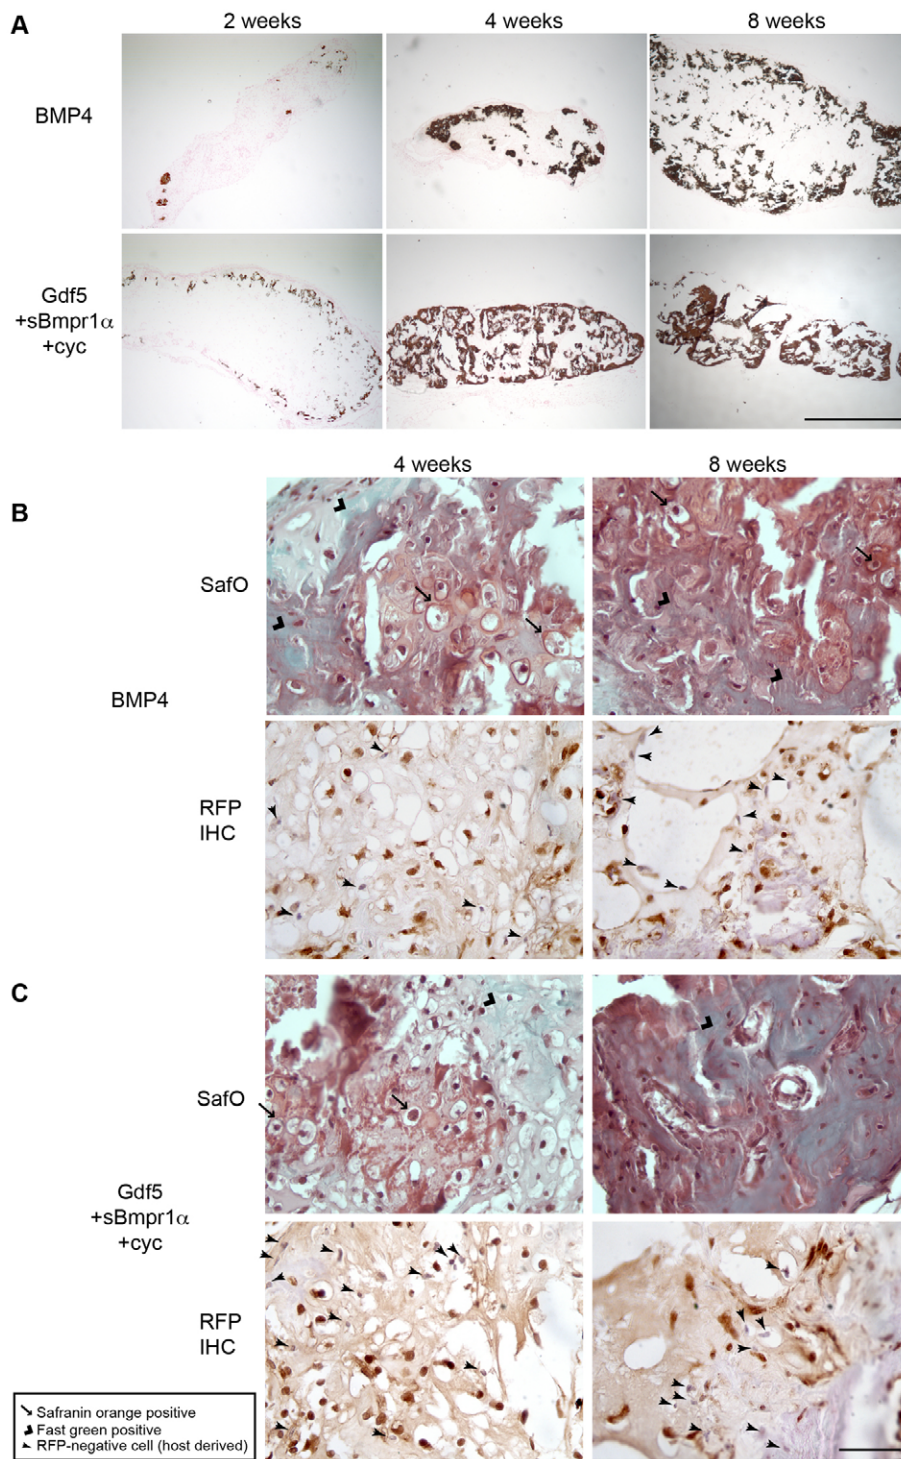 A
2 weeks
4 weeks
8 weeks
BMP4
Gdf5
+sBmpr1α
+cyc
4 weeks
8 weeks
B
SafO
BMP4
RFP
IHC
C
SafO
Gdf5
+sBmpr1α
+cyc
RFP
IHC
Safranin orange positive
Fast green positive
RFP-negative cell (host derived)